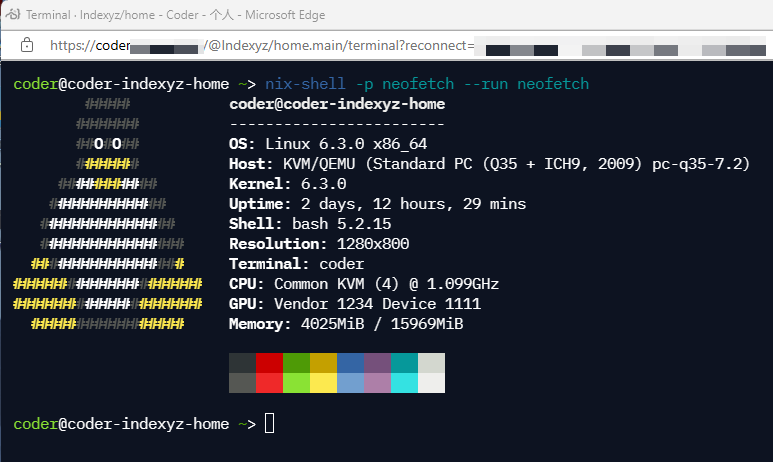 Terminal · Indexyz/home - Coder - 个人 - Microsoft Edge
https://coder /@Indexyz/home.main/terminal?reconnect=
coder@coder-indexyz-home ~> nix-shell -p neofetch --run neofetch
#####
#######
##O#O##
#######
###########
#############
###############
################
#################
#####################
#####################
#################
coder@coder-indexyz-home
------------------------
OS: Linux 6.3.0 x86_64
Host: KVM/QEMU (Standard PC (Q35 + ICH9, 2009) pc-q35-7.2)
Kernel: 6.3.0
Uptime: 2 days, 12 hours, 29 mins
Shell: bash 5.2.15
Resolution: 1280x800
Terminal: coder
CPU: Common KVM (4) @ 1.099GHz
GPU: Vendor 1234 Device 1111
Memory: 4025MiB / 15969MiB
coder@coder-indexyz-home ~>